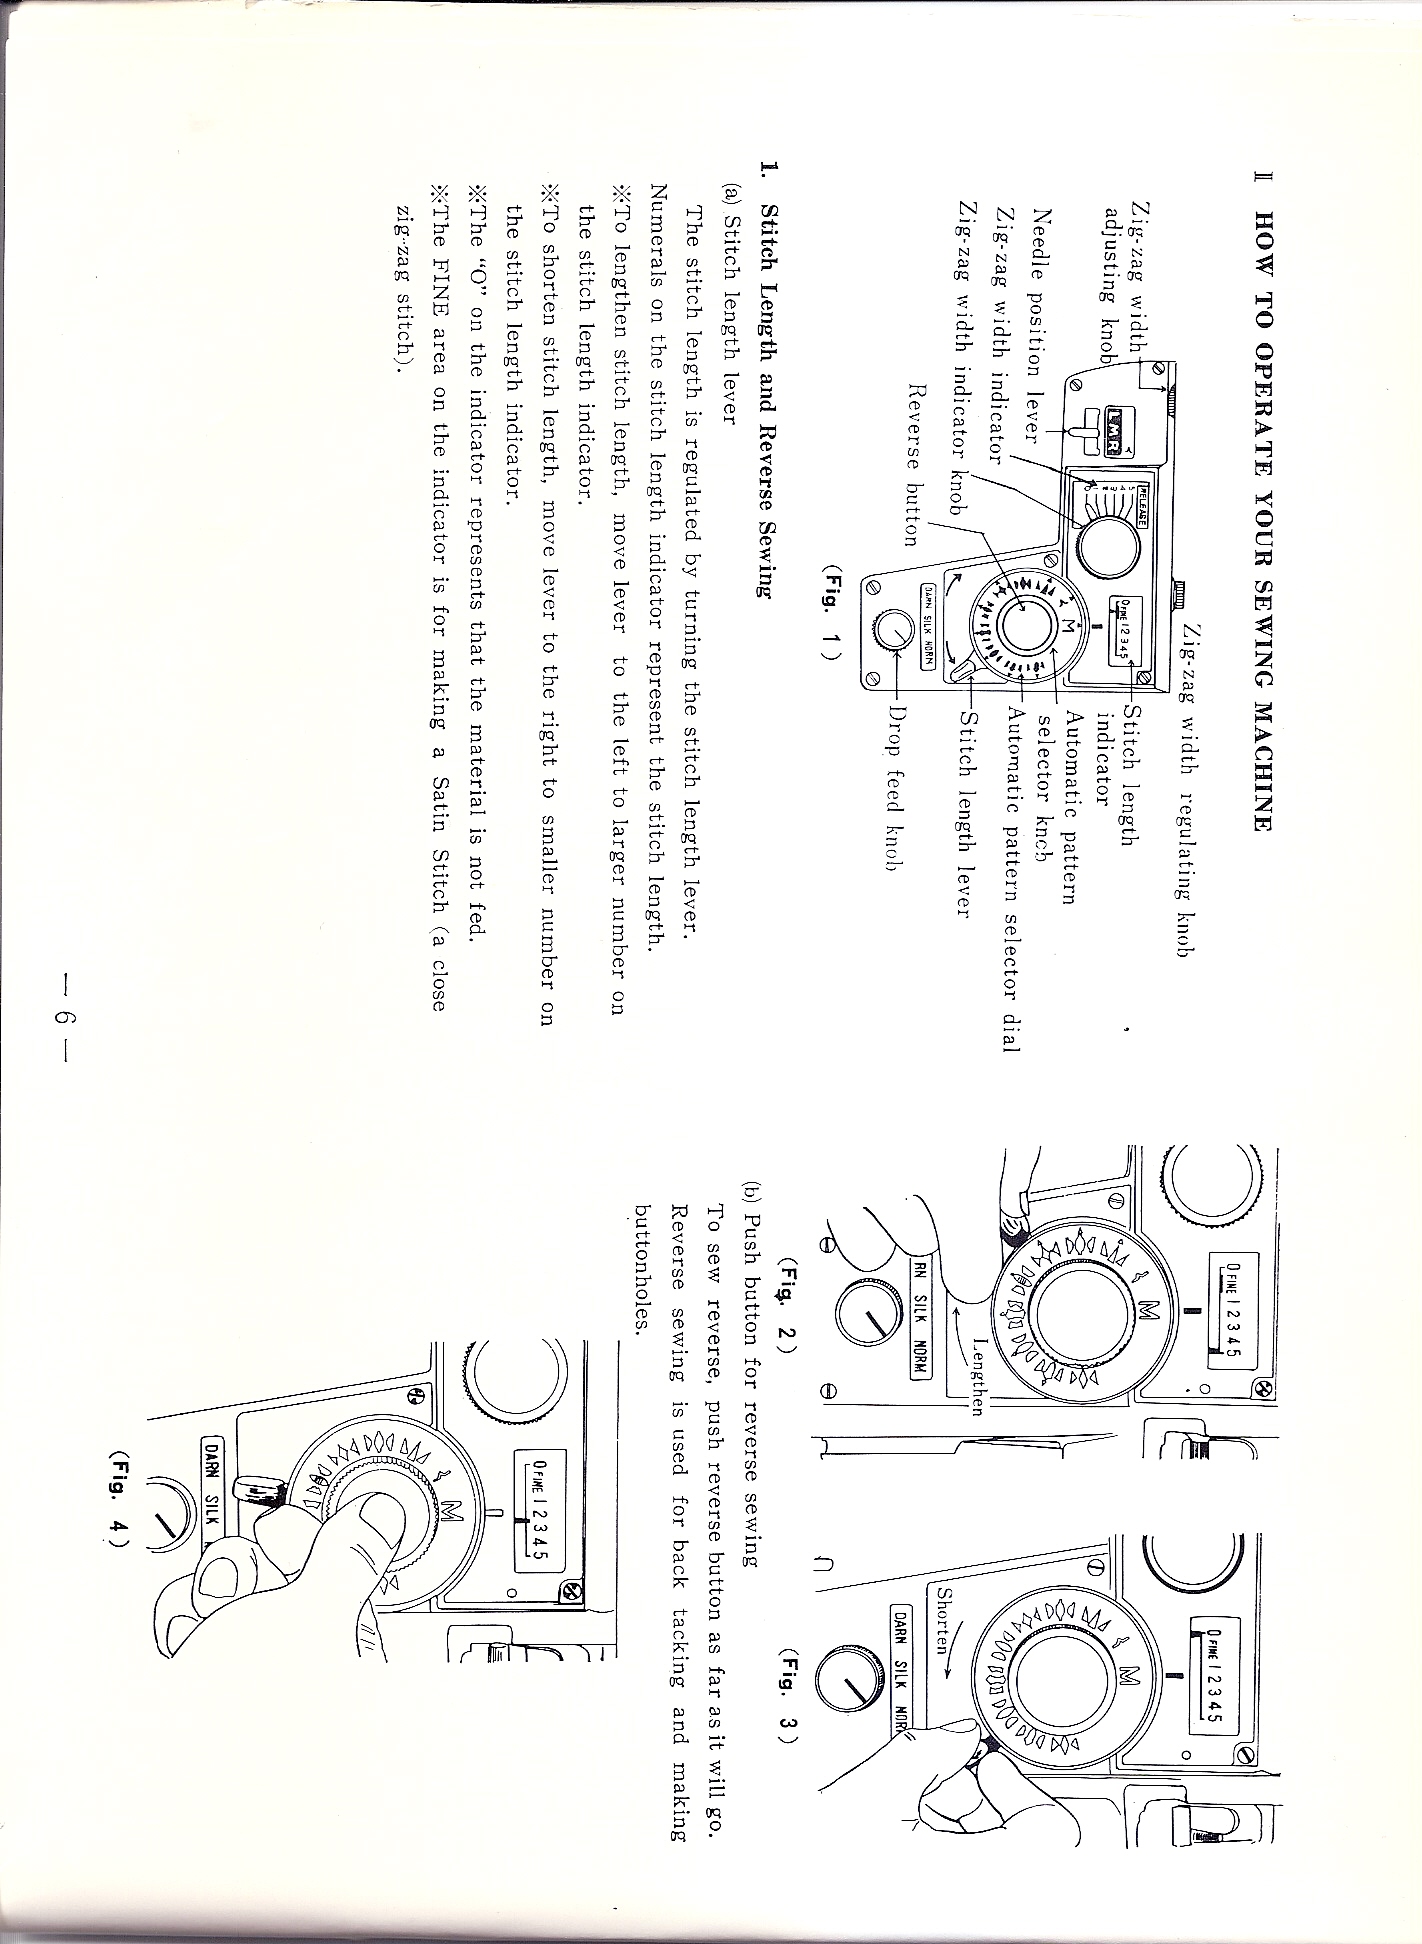 Ⅱ HOW TO OPERATE YOUR SEWING MACHINE
Zig-zag width regulating knob
Zig-zag width
adjusting knob
Needle position lever
Zig-zag width indicator
Zig-zag width indicator knob
Reverse button
Stitch length
indicator
Automatic pattern
selector knob
Automatic pattern selector dial
Stitch length lever
Drop feed knob
L M R
RELEASE
0 1 2 3 4 5
0 FINE 1 2 3 4 5
M
DARN SILK NORM
(Fig. 1)
1. Stitch Length and Reverse Sewing
(a) Stitch length lever
The stitch length is regulated by turning the stitch length lever.
Numerals on the stitch length indicator represent the stitch length.
※To lengthen stitch length, move lever to the left to larger number on
the stitch length indicator.
※To shorten stitch length, move lever to the right to smaller number on
the stitch length indicator.
※The “O” on the indicator represents that the material is not fed.
※The FINE area on the indicator is for making a Satin Stitch (a close
zig-zag stitch).
0 FINE 1 2 3 4 5
M
Lengthen
RN SILK NORM
(Fig. 2)
0 FINE 1 2 3 4 5
M
Shorten
DARN SILK NOR
(Fig. 3)
(b) Push button for reverse sewing
To sew reverse, push reverse button as far as it will go.
Reverse sewing is used for back tacking and making
buttonholes.
0 FINE 1 2 3 4 5
M
DARN SILK
(Fig. 4)
— 6 —